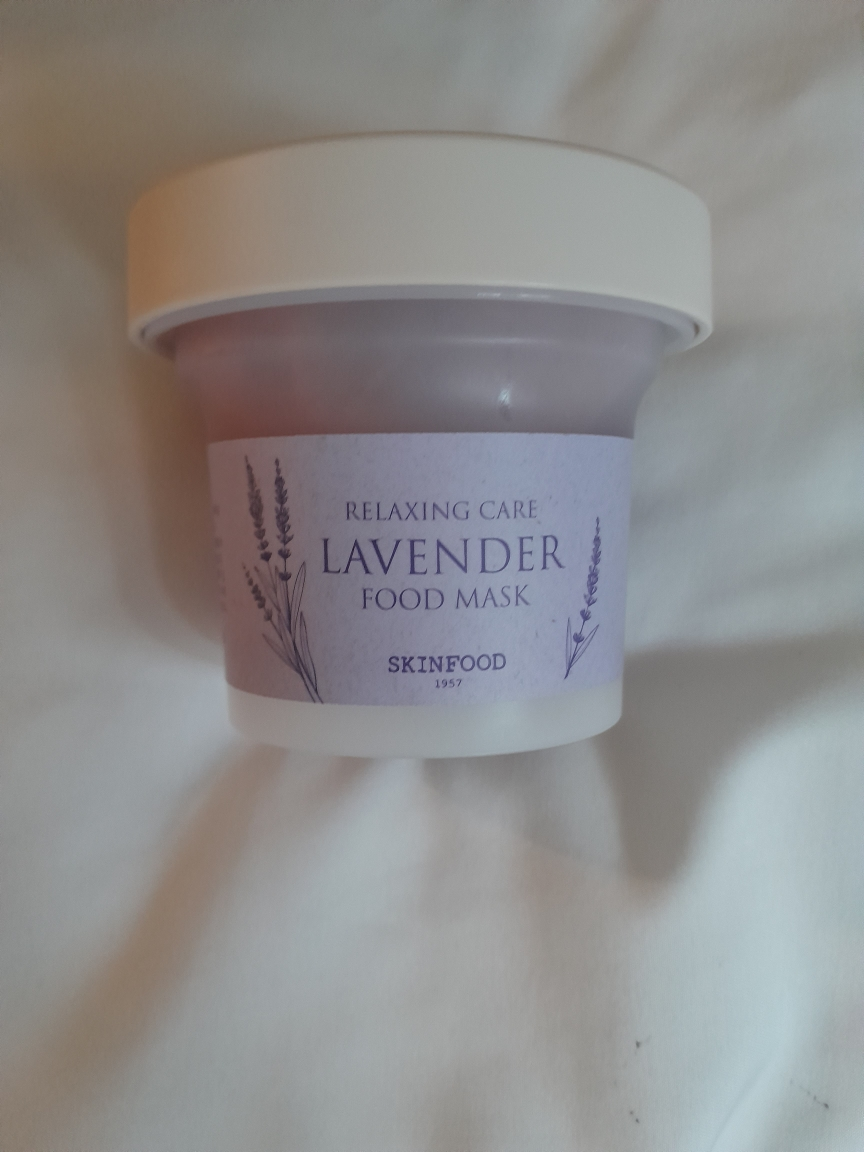 RELAXING CARE
LAVENDER
FOOD MASK
SKINFOOD
1957